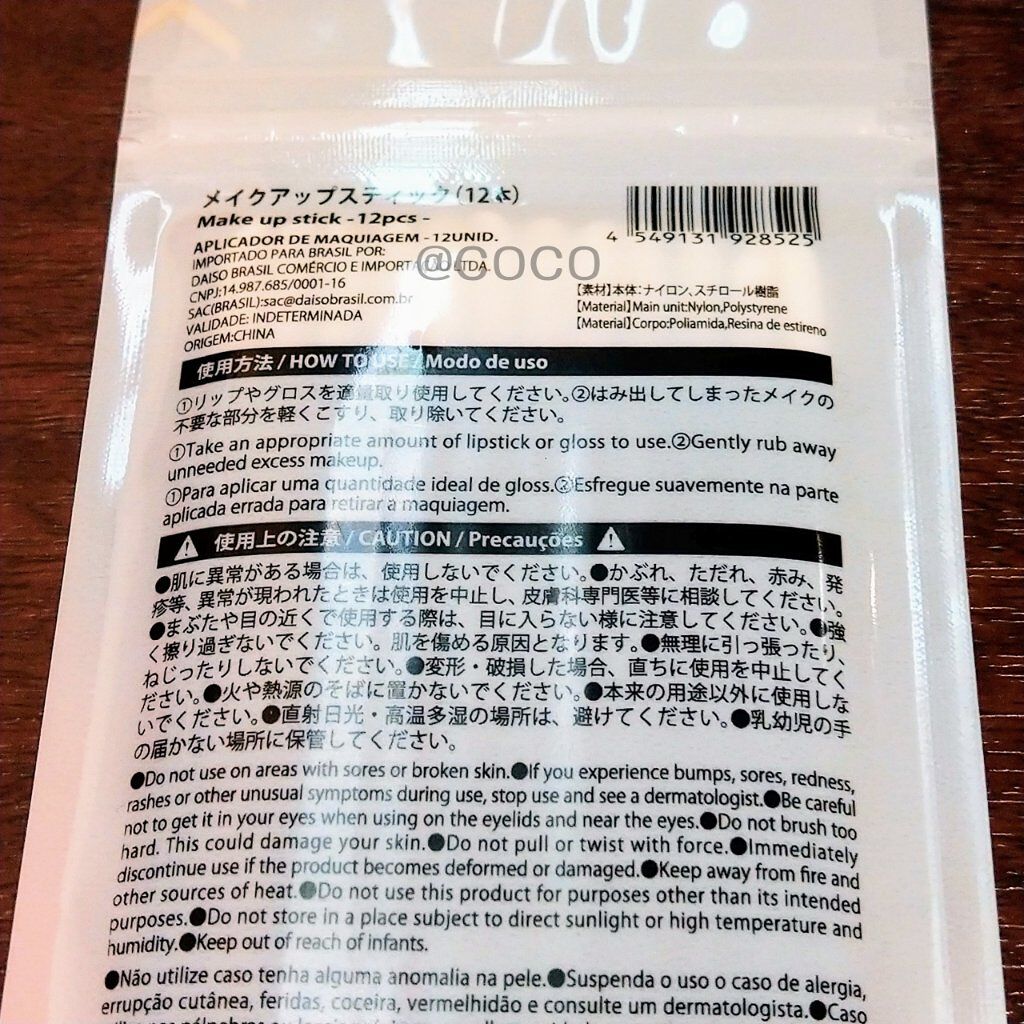 メイクアップスティック(12本)
Make up stick -12pcs -
APLICADOR DE MAQUIAGEM -12UNID.
IMPORTADO PARA BRASIL POR:
DAISO BRASIL COMÉRCIO E IMPORTAÇÃO LTDA.
CNPJ:14.987.685/0001-16
SAC(BRASIL):sac@daisobrasil.com.br
VALIDADE: INDETERMINADA
ORIGEM:CHINA
4 549131 928525
@coco
【素材】本体:ナイロン、スチロール樹脂
【Material】Main unit:Nylon,Polystyrene
【Material】Corpo:Poliamida,Resina de estireno
使用方法 / HOW TO USE / Modo de uso
①リップやグロスを適量取り使用してください。②はみ出してしまったメイクの
不要な部分を軽くこすり、取り除いてください。
①Take an appropriate amount of lipstick or gloss to use.②Gently rub away
unneeded excess makeup.
①Para aplicar uma quantidade ideal de gloss.②Esfregue suavemente na parte
aplicada errada para retirar a maquiagem.
使用上の注意 / CAUTION / Precauções
●肌に異常がある場合は、使用しないでください。●かぶれ、ただれ、赤み、発
疹等、異常が現われたときは使用を中止し、皮膚科専門医等に相談してください。
●まぶたや目の近くで使用する際は、目に入らない様に注意してください。●強
く擦り過ぎないでください。肌を傷める原因となります。●無理に引っ張ったり、
ねじったりしないでください。●変形・破損した場合、直ちに使用を中止してく
ださい。●火や熱源のそばに置かないでください。●本来の用途以外に使用しな
いでください。●直射日光・高温多湿の場所は、避けてください。●乳幼児の手
の届かない場所に保管してください。
●Do not use on areas with sores or broken skin.●If you experience bumps, sores, redness,
rashes or other unusual symptoms during use, stop use and see a dermatologist.●Be careful
not to get it in your eyes when using on the eyelids and near the eyes.●Do not brush too
hard. This could damage your skin.●Do not pull or twist with force.●Immediately
discontinue use if the product becomes deformed or damaged.●Keep away from fire and
other sources of heat.●Do not use this product for purposes other than its intended
purposes.●Do not store in a place subject to direct sunlight or high temperature and
humidity.●Keep out of reach of infants.
●Não utilize caso tenha alguma anomalia na pele.●Suspenda o uso o caso de alergia,
errupção cutânea, feridas, coceira, vermelhidão e consulte um dermatologista.●Caso